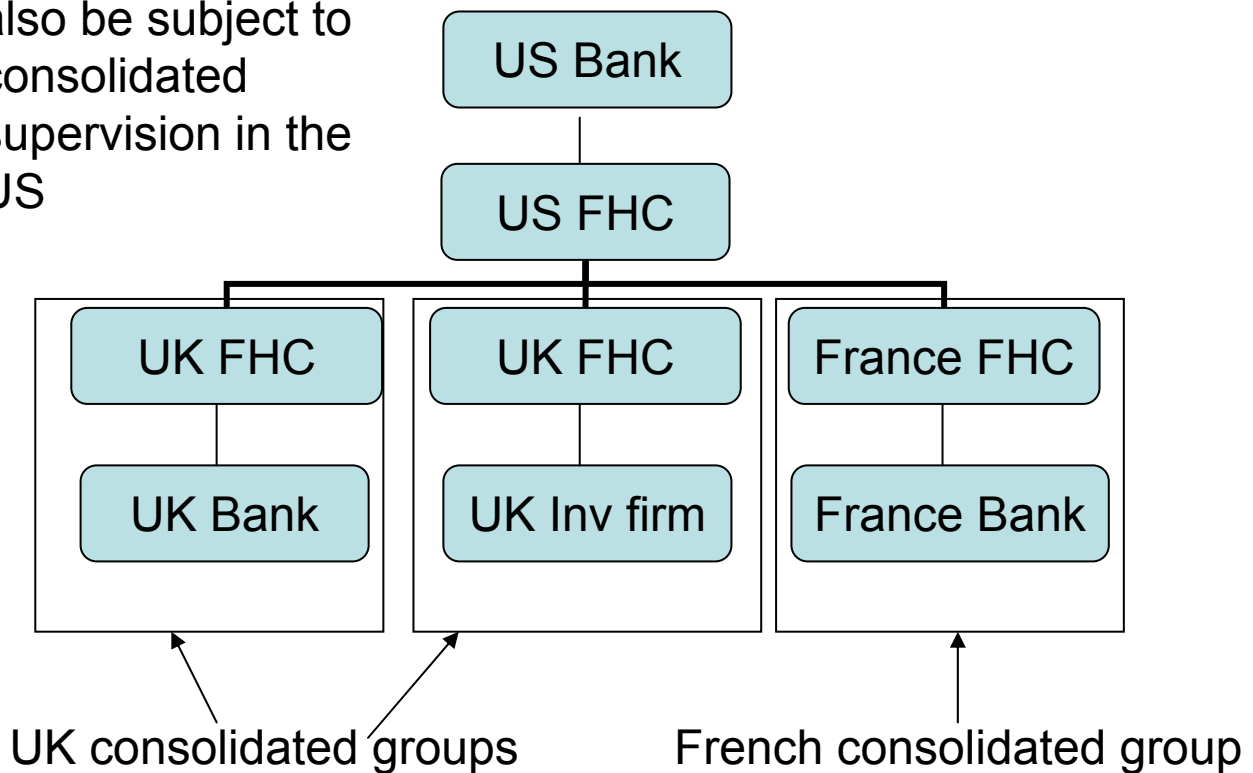 also be subject to
consolidated
supervision in the
US
US Bank
US FHC
UK FHC
UK FHC
France FHC
UK Bank
UK Inv firm
France Bank
UK consolidated groups
French consolidated group